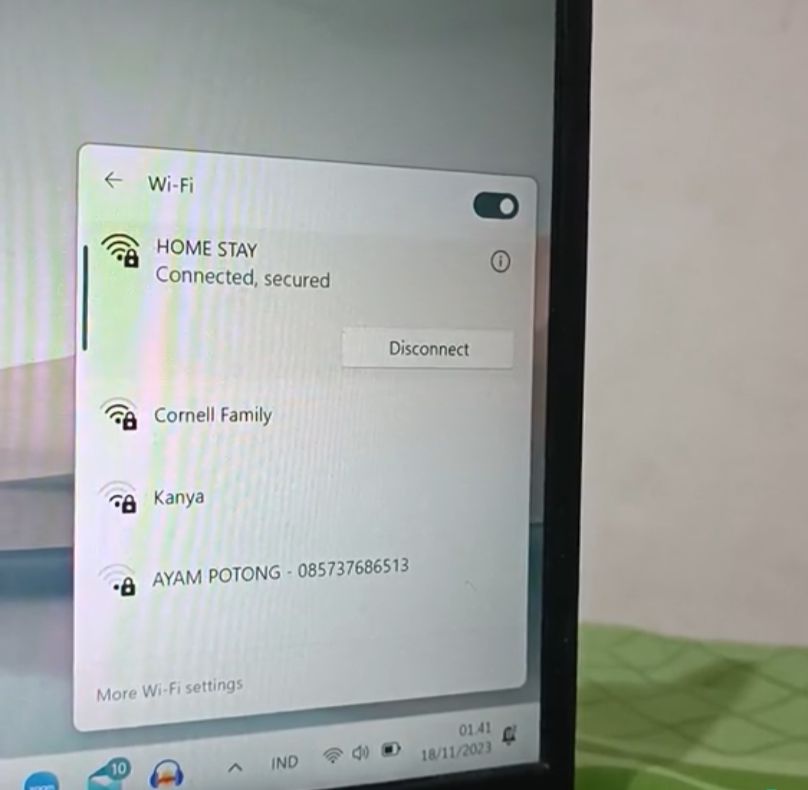 Wi-Fi
HOME STAY
Connected, secured
Disconnect
Cornell Family
Kanya
AYAM POTONG - 085737686513
More Wi-Fi settings
10
IND
01.41
18/11/2023
zoom